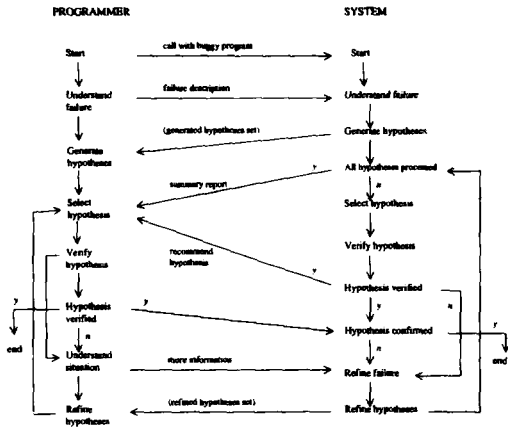 PROGRAMMER SYSTEM
call with buggy program
Start Start
failure description
Understand
failure
Understand failure
(generated hypotheses set)
Generate hypotheses
Generate
hypotheses
y
All hypotheses processed
summary report
n
Select
hypothesis
Select hypothesis
Verify
hypothesis
recommend
hypothesis
Verify hypothesis
y
Hypothesis verified
y
Hypothesis
verified
y
y
n
Hypothesis confirmed
y
end
n
n
end
Understand
situation
more information
Refine failure
Refine
hypotheses
(refined hypotheses set)
Refine hypotheses